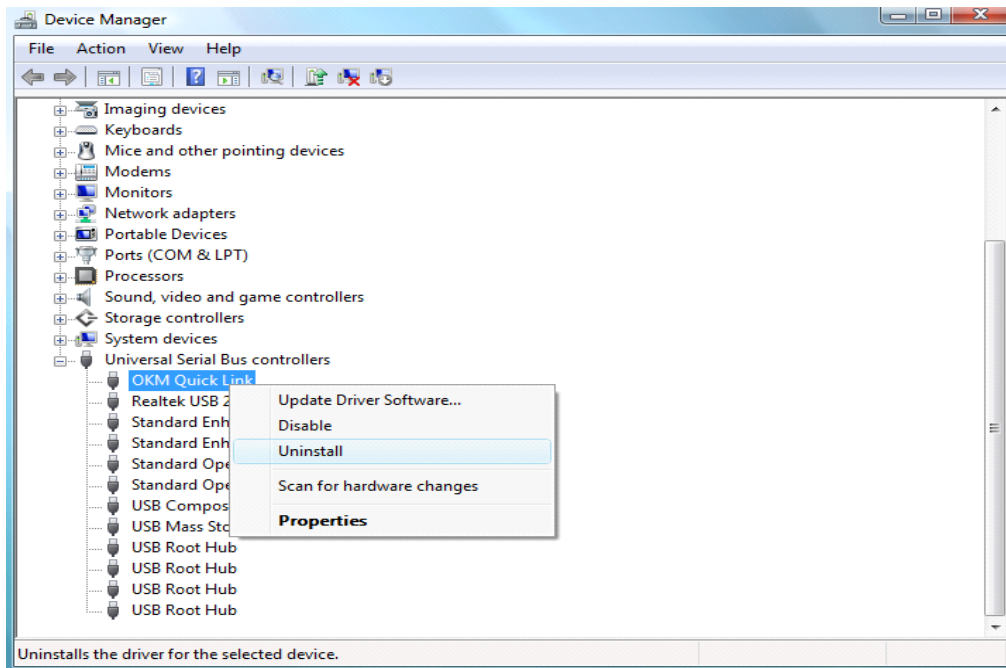 Device Manager
File Action View Help
Imaging devices
Keyboards
Mice and other pointing devices
Modems
Monitors
Network adapters
Portable Devices
Ports (COM & LPT)
Processors
Sound, video and game controllers
Storage controllers
System devices
Universal Serial Bus controllers
OKM Quick Link
Realtek USB 2
Standard Enh
Standard Enh
Standard Ope
Standard Ope
USB Compos
USB Mass Sto
USB Root Hub
USB Root Hub
USB Root Hub
USB Root Hub
Update Driver Software...
Disable
Uninstall
Scan for hardware changes
Properties
Uninstalls the driver for the selected device.